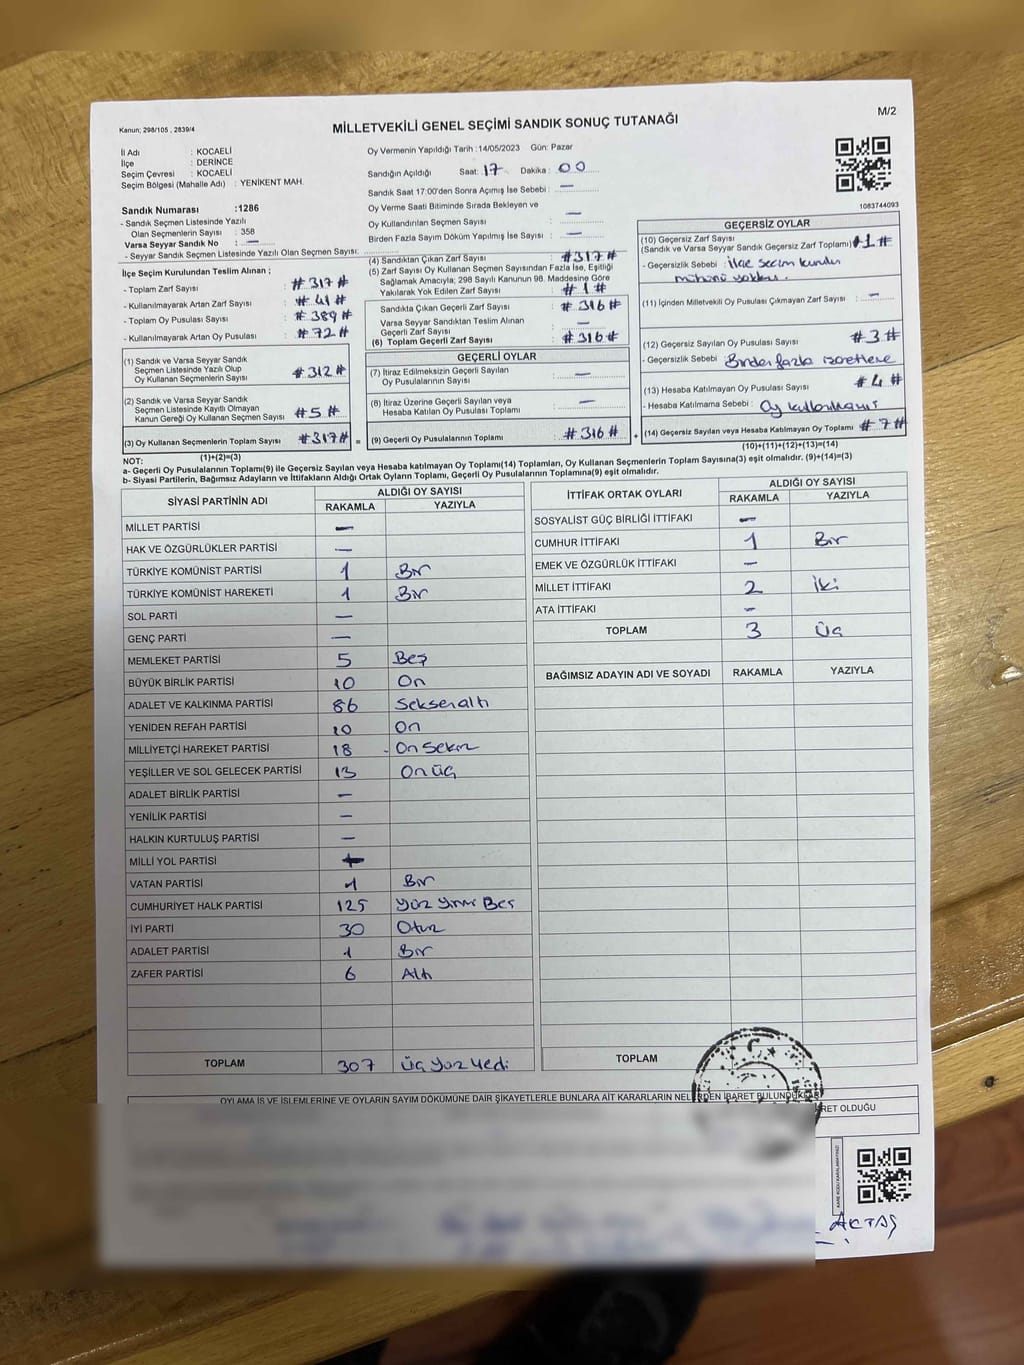 M/2
Kanun; 298/105 , 2839/4
MİLLETVEKİLİ GENEL SEÇİMİ SANDIK SONUÇ TUTANAĞI
İl Adı : KOCAELİ
İlçe : DERİNCE
Seçim Çevresi : KOCAELİ
Seçim Bölgesi (Mahalle Adı) : YENİKENT MAH.
Sandık Numarası :1286
- Sandık Seçmen Listesinde Yazılı
Olan Seçmenlerin Sayısı : 358
Varsa Seyyar Sandık No : —
- Seyyar Sandık Seçmen Listesinde Yazılı Olan Seçmen Sayısı:
Oy Vermenin Yapıldığı Tarih :14/05/2023 Gün: Pazar
Sandığın Açıldığı Saat: 17 Dakika : 00
Sandık Saat 17:00'den Sonra Açımış İse Sebebi : —
Oy Verme Saati Bitiminde Sırada Bekleyen ve
Oy Kullandırılan Seçmen Sayısı : —
Birden Fazla Sayım Döküm Yapılmış İse Sayısı : —
1083744093
İlçe Seçim Kurulundan Teslim Alınan ;
- Toplam Zarf Sayısı : # 317 #
- Kullanılmayarak Artan Zarf Sayısı : # 41 #
- Toplam Oy Pusulası Sayısı : # 389 #
- Kullanılmayarak Artan Oy Pusulası : # 72 #
(1) Sandık ve Varsa Seyyar Sandık
Seçmen Listesinde Yazılı Olup
Oy Kullanan Seçmenlerin Sayısı # 312 #
(2) Sandık ve Varsa Seyyar Sandık
Seçmen Listesinde Kayıtlı Olmayan
Kanun Gereği Oy Kullanan Seçmen Sayısı # 5 #
(3) Oy Kullanan Seçmenlerin Toplam Sayısı # 317 # =
(1)+(2)=(3)
(4) Sandıktan Çıkan Zarf Sayısı : # 317 #
(5) Zarf Sayısı Oy Kullanan Seçmen Sayısından Fazla İse, Eşitliği
Sağlamak Amacıyla; 298 Sayılı Kanunun 98. Maddesine Göre
Yakılarak Yok Edilen Zarf Sayısı : # 1 #
Sandıkta Çıkan Geçerli Zarf Sayısı : # 316 #
Varsa Seyyar Sandıktan Teslim Alınan
Geçerli Zarf Sayısı : —
(6) Toplam Geçerli Zarf Sayısı : # 316 #
GEÇERLİ OYLAR
(7) İtiraz Edilmeksizin Geçerli Sayılan
Oy Pusulalarının Sayısı : —
(8) İtiraz Üzerine Geçerli Sayılan veya
Hesaba Katılan Oy Pusulası Toplamı : —
(9) Geçerli Oy Pusulalarının Toplamı : # 316 # +
GEÇERSİZ OYLAR
(10) Geçersiz Zarf Sayısı
(Sandık ve Varsa Seyyar Sandık Geçersiz Zarf Toplamı) # 1 #
- Geçersizlik Sebebi : İlçe secim kurulu
mührü yoktu.
(11) İçinden Milletvekili Oy Pusulası Çıkmayan Zarf Sayısı : —
(12) Geçersiz Sayılan Oy Pusulası Sayısı # 3 #
- Geçersizlik Sebebi : Birden fazla isaretleme
(13) Hesaba Katılmayan Oy Pusulası Sayısı # 4 #
- Hesaba Katılmama Sebebi : Oy
(14) Geçersiz Sayılan veya Hesaba Katılmayan Oy Toplamı # 7 #
(10)+(11)+(12)+(13)=(14)
NOT:
a- Geçerli Oy Pusulalarının Toplamı(9) ile Geçersiz Sayılan veya Hesaba katılmayan Oy Toplamı(14) Toplamları, Oy Kullanan Seçmenlerin Toplam Sayısına(3) eşit olmalıdır. (9)+(14)=(3)
b- Siyasi Partilerin, Bağımsız Adayların ve İttifakların Aldığı Ortak Oyların Toplamı, Geçerli Oy Pusulalarının Toplamına(9) eşit olmalıdır.
SİYASİ PARTİNİN ADI ALDIĞI OY SAYISI
RAKAMLA YAZIYLA
MİLLET PARTİSİ —
HAK VE ÖZGÜRLÜKLER PARTİSİ —
TÜRKİYE KOMÜNİST PARTİSİ 1 Bir
TÜRKİYE KOMÜNİST HAREKETİ 1 Bir
SOL PARTİ —
GENÇ PARTİ —
MEMLEKET PARTİSİ 5 Beş
BÜYÜK BİRLİK PARTİSİ 10 On
ADALET VE KALKINMA PARTİSİ 86 Seksenaltı
YENİDEN REFAH PARTİSİ 10 On
MİLLİYETÇİ HAREKET PARTİSİ 18 On Sekiz
YEŞİLLER VE SOL GELECEK PARTİSİ 13 On üç
ADALET BİRLİK PARTİSİ —
YENİLİK PARTİSİ —
HALKIN KURTULUŞ PARTİSİ —
MİLLİ YOL PARTİSİ —
VATAN PARTİSİ 1 Bir
CUMHURİYET HALK PARTİSİ 125 Yüz Yirmi Beş
İYİ PARTİ 30 Otuz
ADALET PARTİSİ 1 Bir
ZAFER PARTİSİ 6 Altı
TOPLAM 307 Üç Yüz Yedi
İTTİFAK ORTAK OYLARI ALDIĞI OY SAYISI
RAKAMLA YAZIYLA
SOSYALİST GÜÇ BİRLİĞİ İTTİFAKI —
CUMHUR İTTİFAKI 1 Bir
EMEK VE ÖZGÜRLÜK İTTİFAKI —
MİLLET İTTİFAKI 2 İki
ATA İTTİFAKI —
TOPLAM 3 Üç
BAĞIMSIZ ADAYIN ADI VE SOYADI RAKAMLA YAZIYLA
TOPLAM
OYLAMA İŞ VE İŞLEMLERİNE VE OYLARIN SAYIM DÖKÜMÜNE DAİR ŞİKAYETLERLE BUNLARA AİT KARARLARIN NELERDEN İBARET BULUNDUKLARI
RET OLDUĞU
AKTAŞ